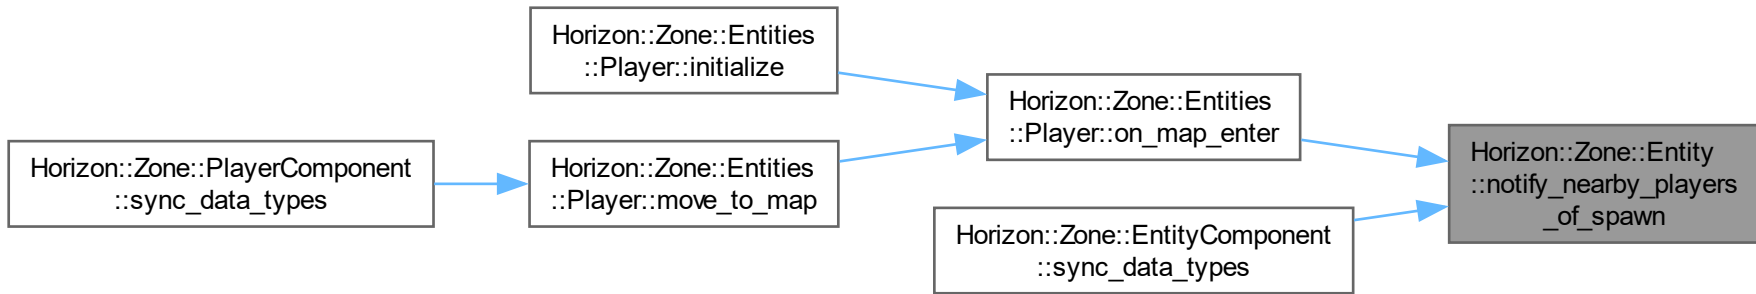 Horizon::Zone::Entities
::Player::initialize
Horizon::Zone::Entities
::Player::on_map_enter
Horizon::Zone::Entity
::notify_nearby_players
_of_spawn
Horizon::Zone::PlayerComponent
::sync_data_types
Horizon::Zone::Entities
::Player::move_to_map
Horizon::Zone::EntityComponent
::sync_data_types